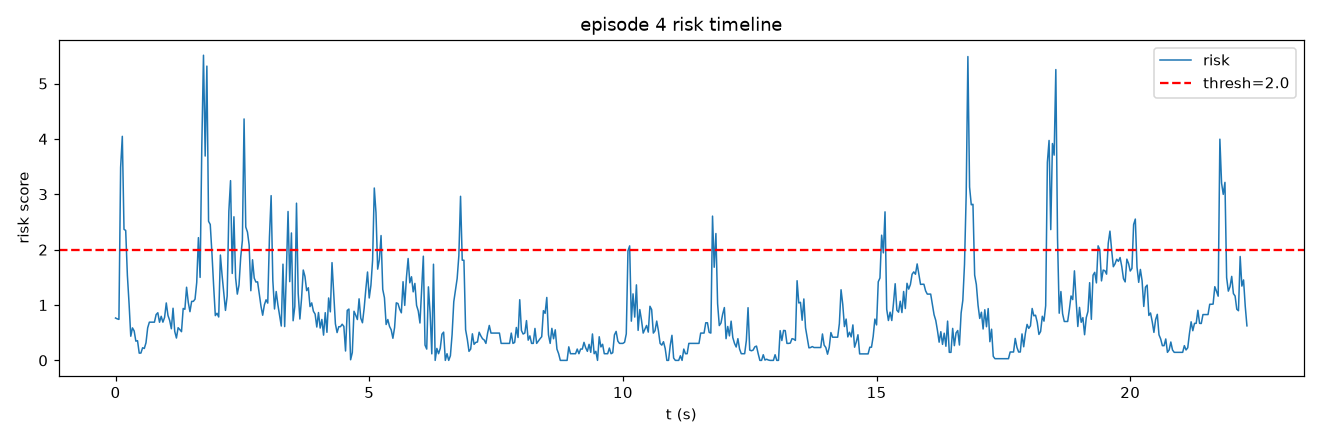 episode 4 risk timeline
risk
thresh=2.0
risk score
5
4
3
2
1
0
0 5 10 15 20
t (s)